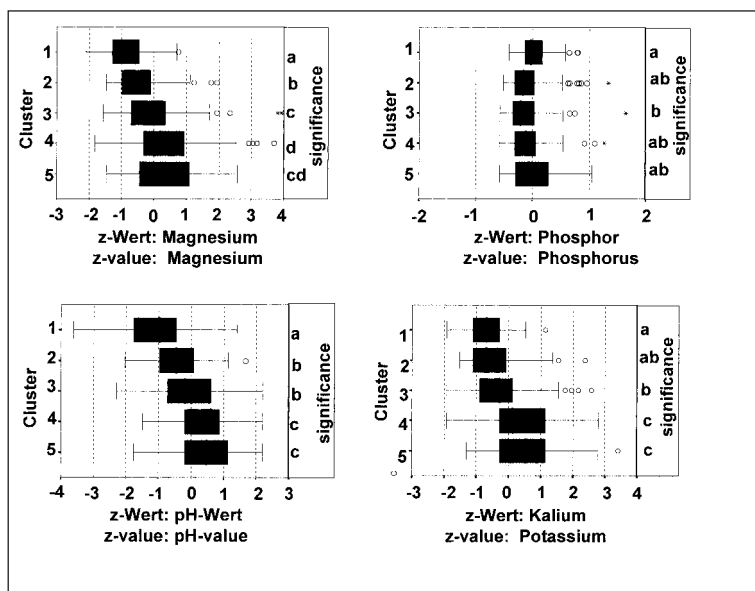 Cluster
1
2
3
4
5
a
b
c
d
cd
significance
-3 -2 -1 0 1 2 3 4
z-Wert: Magnesium
z-value: Magnesium
1
2
3
4
5
a
ab
b
ab
ab
significance
-2 -1 0 1 2
z-Wert: Phosphor
z-value: Phosphorus
Cluster
1
2
3
4
5
a
b
b
c
c
significance
-4 -3 -2 -1 0 1 2 3
z-Wert: pH-Wert
z-value: pH-value
Cluster
1
2
3
4
5
a
ab
b
c
c
significance
-3 -2 -1 0 1 2 3 4
z-Wert: Kalium
z-value: Potassium